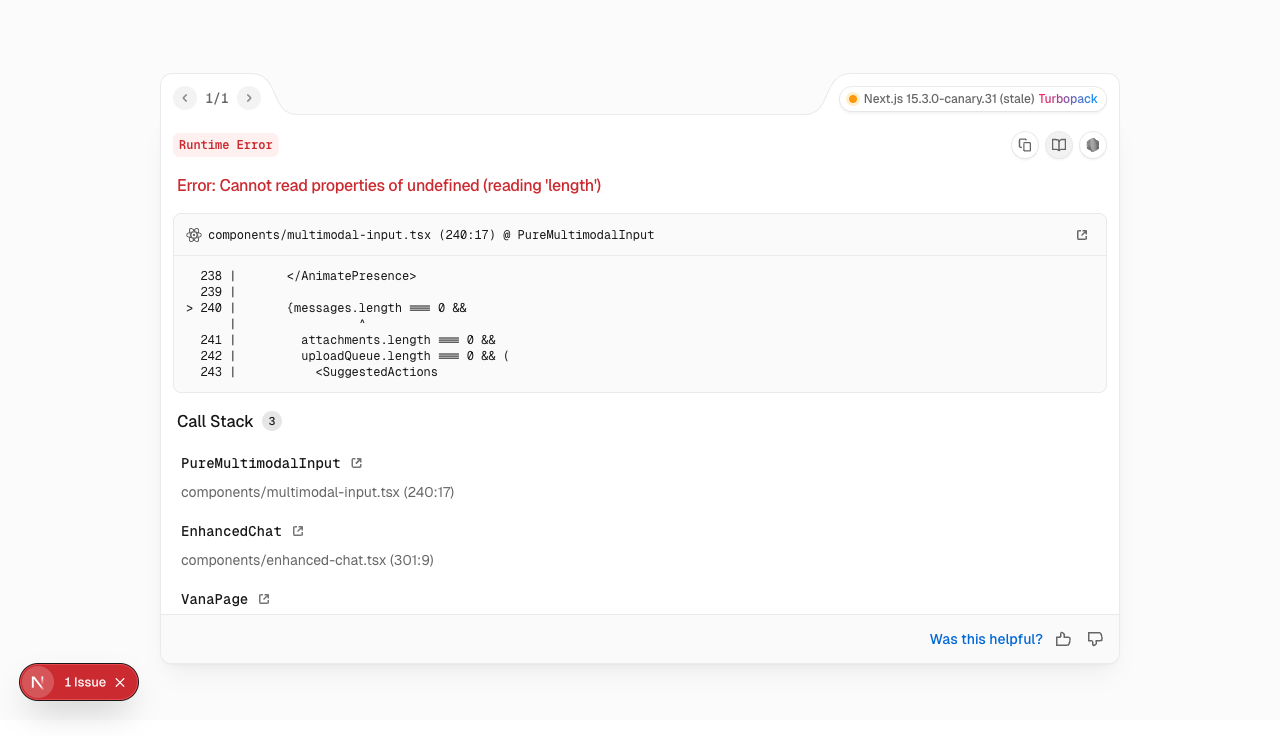 1/1
Next.js 15.3.0-canary.31 (stale) Turbopack
Runtime Error
Error: Cannot read properties of undefined (reading 'length')
components/multimodal-input.tsx (240:17) @ PureMultimodalInput
238 |       </AnimatePresence>
239 |
> 240 |       {messages.length === 0 &&
|                 ^
241 |         attachments.length === 0 &&
242 |         uploadQueue.length === 0 && (
243 |           <SuggestedActions
Call Stack 3
PureMultimodalInput
components/multimodal-input.tsx (240:17)
EnhancedChat
components/enhanced-chat.tsx (301:9)
VanaPage
Was this helpful?
N 1 Issue